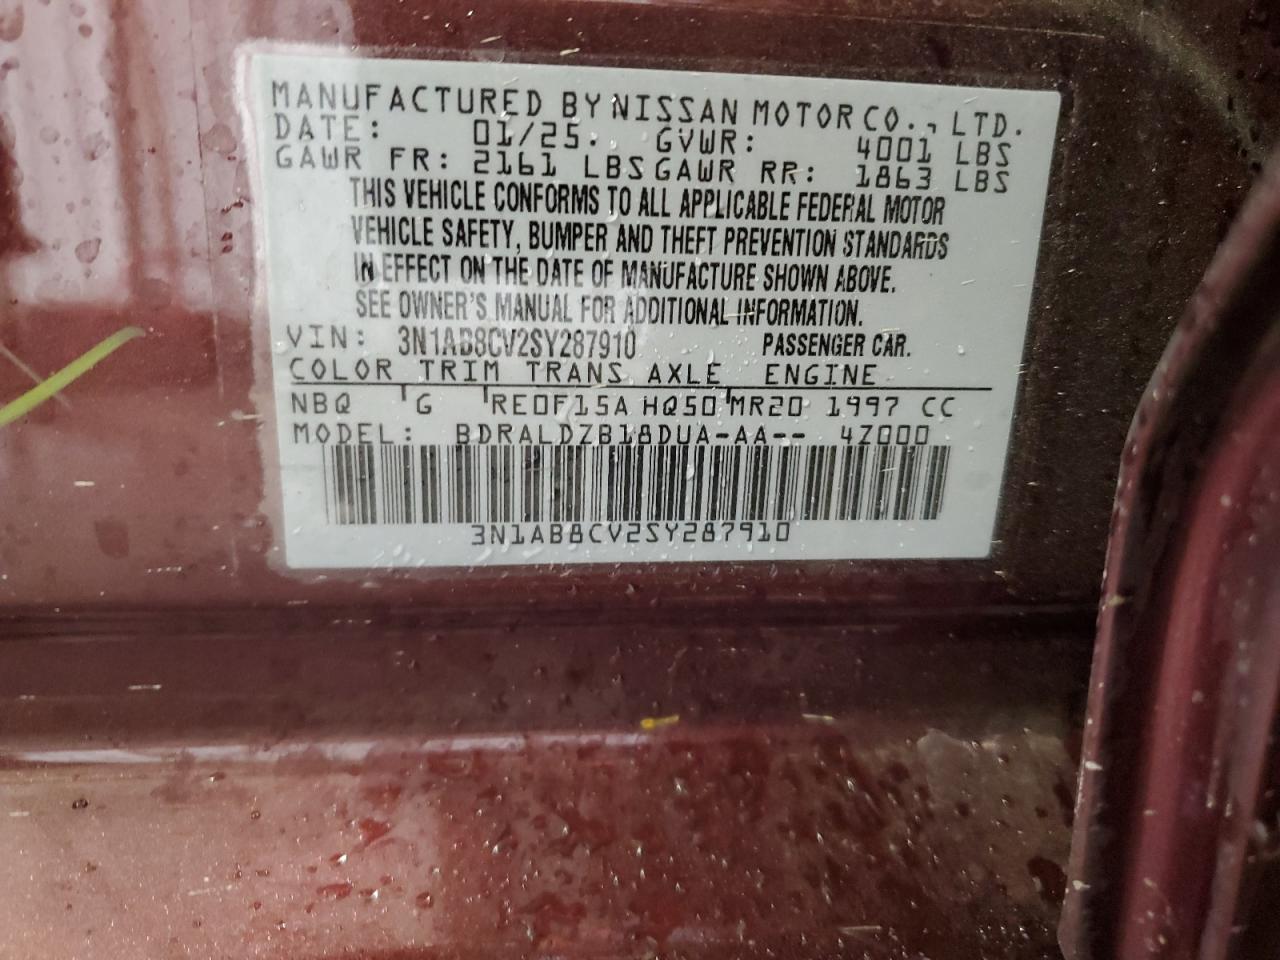 MANUFACTURED BY NISSAN MOTOR CO., LTD.
DATE: 01/25. GVWR: 4001 LBS
GAWR FR: 2161 LBS GAWR RR: 1863 LBS
THIS VEHICLE CONFORMS TO ALL APPLICABLE FEDERAL MOTOR
VEHICLE SAFETY, BUMPER AND THEFT PREVENTION STANDARDS
IN EFFECT ON THE DATE OF MANUFACTURE SHOWN ABOVE.
SEE OWNER'S MANUAL FOR ADDITIONAL INFORMATION.
VIN: 3N1AB8CV2SY287910 PASSENGER CAR.
COLOR TRIM TRANS AXLE ENGINE
NBQ G RE0F15A HQ50 MR20 1997 CC
MODEL: BDRALDZB18DUA-AA-- 4Z000
3N1AB8CV2SY287910